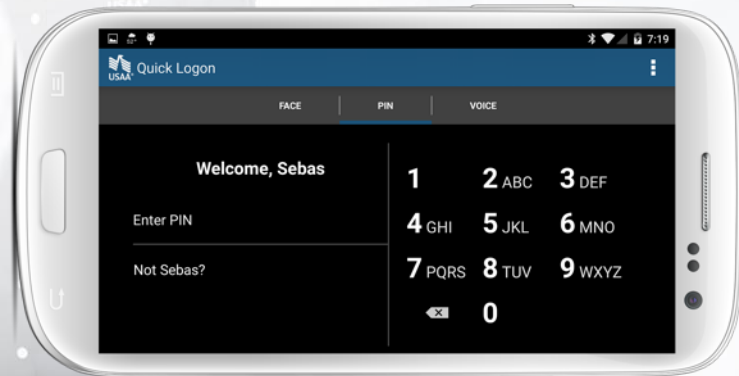 7:19
USAA® Quick Logon
FACE PIN VOICE
Welcome, Sebas
Enter PIN
Not Sebas?
1 2 ABC 3 DEF
4 GHI 5 JKL 6 MNO
7 PQRS 8 TUV 9 WXYZ
0